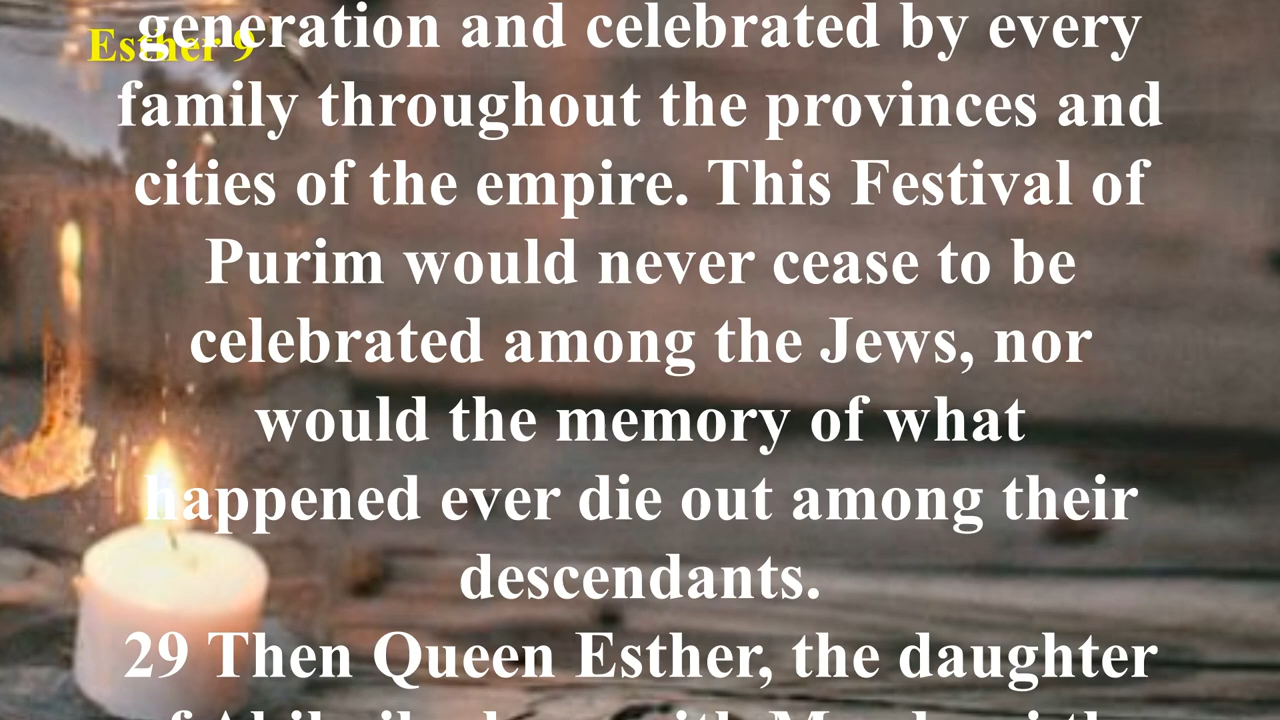 Esther 9
generation and celebrated by every
family throughout the provinces and
cities of the empire. This Festival of
Purim would never cease to be
celebrated among the Jews, nor
would the memory of what
happened ever die out among their
descendants.
29 Then Queen Esther, the daughter